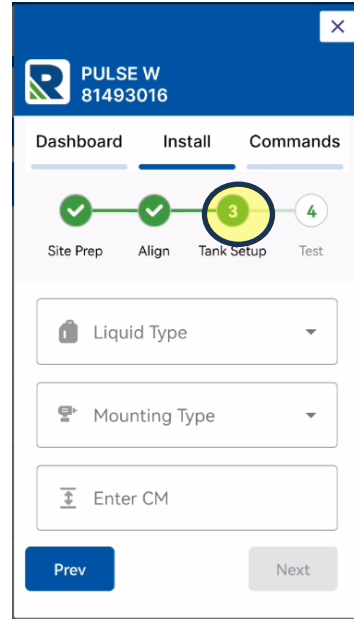 PULSE W
81493016
Dashboard Install Commands
3 4
Site Prep Align Tank Setup Test
Liquid Type
Mounting Type
Enter CM
Prev Next